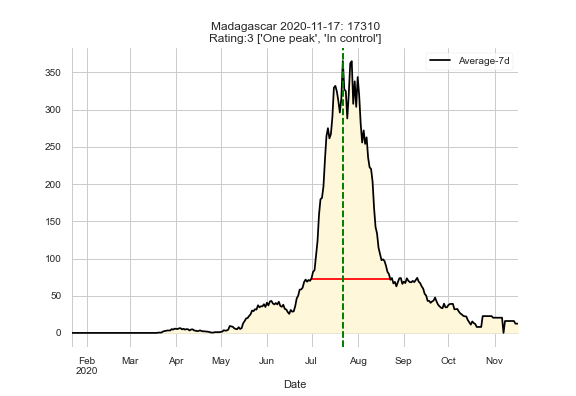 Madagascar 2020-11-17: 17310
Rating:3 ['One peak', 'In control']
Average-7d
350
300
250
200
150
100
50
0
Feb Mar Apr May Jun Jul Aug Sep Oct Nov
2020
Date